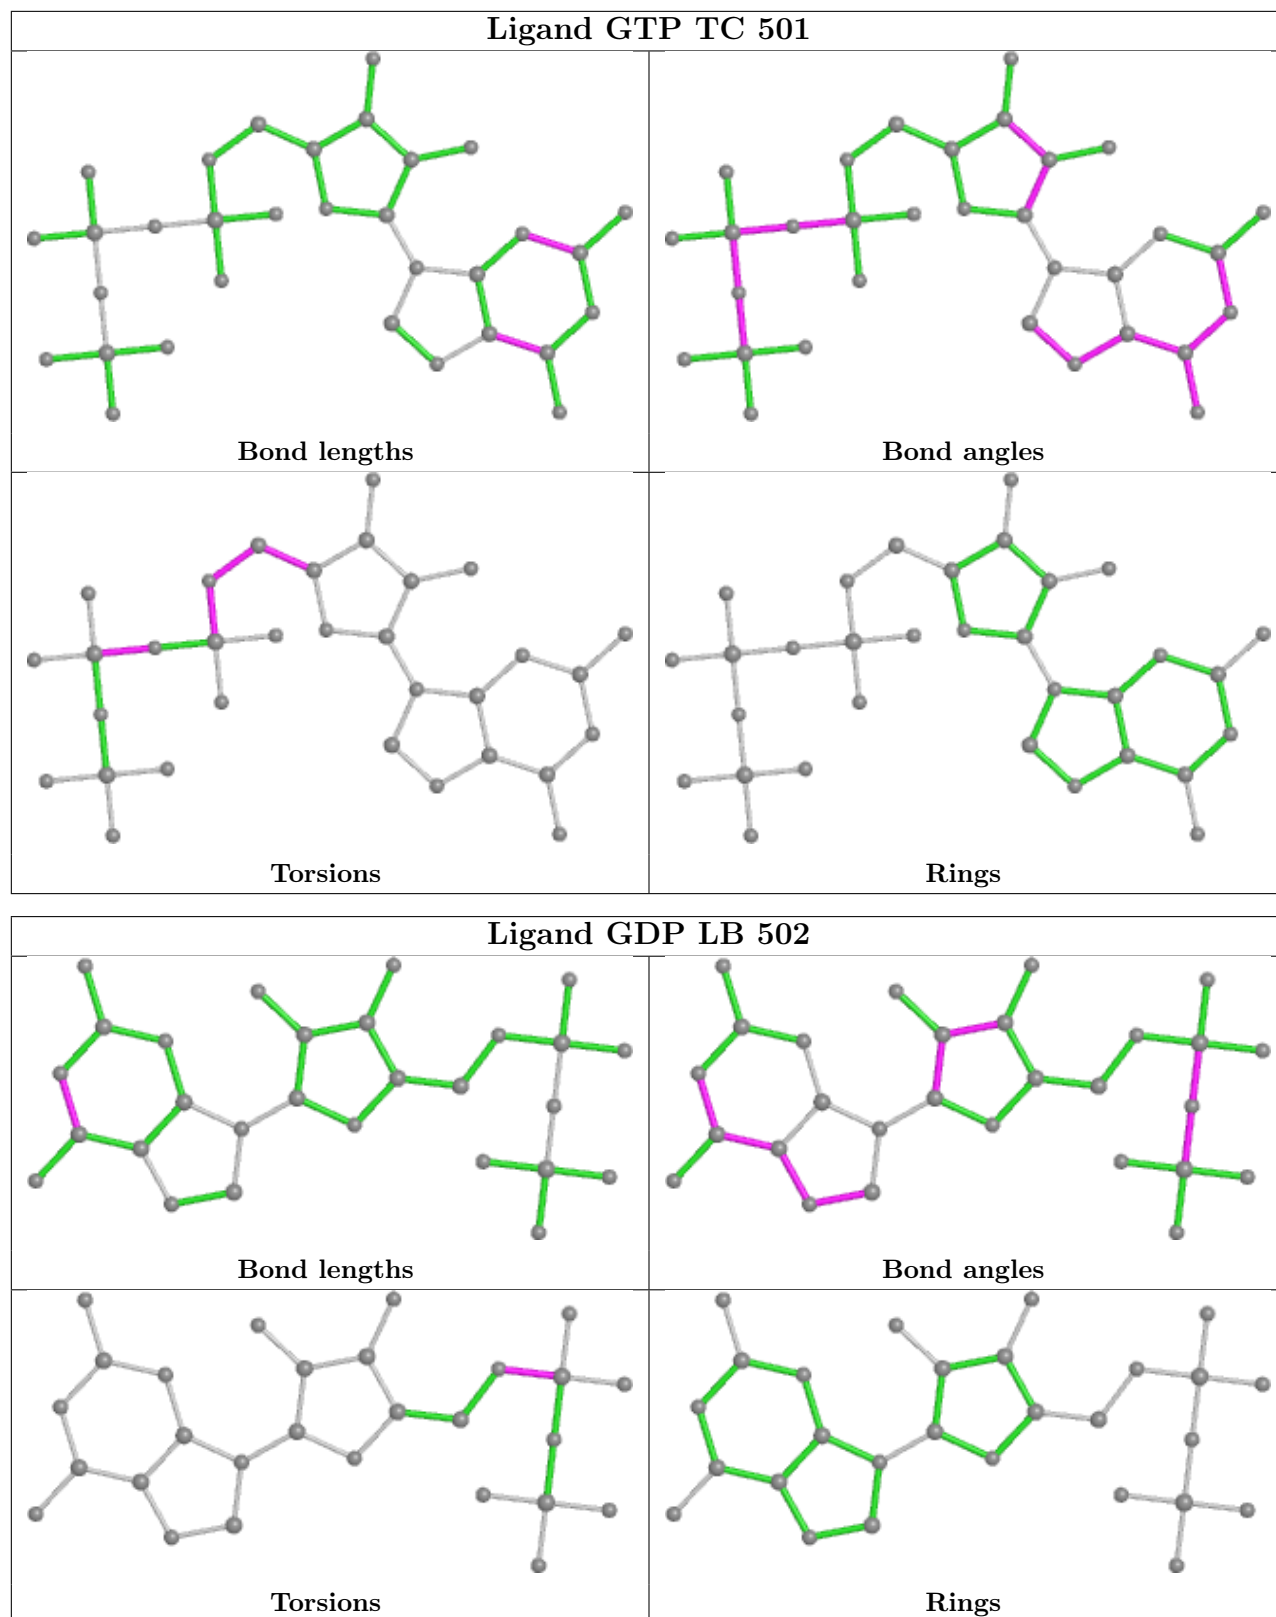 Ligand GTP TC 501
Bond lengths
Bond angles
Torsions
Rings
Ligand GDP LB 502
Bond lengths
Bond angles
Torsions
Rings